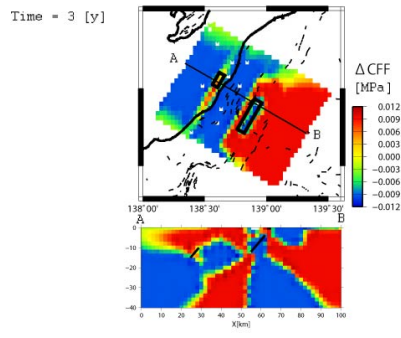 Time = 3 [y]
A
B
Δ CFF
[MPa]
0.012
0.009
0.006
0.003
0.000
−0.003
−0.006
−0.009
−0.012
138°00' 138°30' 139°00' 139°30'
A B
0
−10
−20
−30
−40
0 10 20 30 40 50 60 70 80 90 100
X[km]